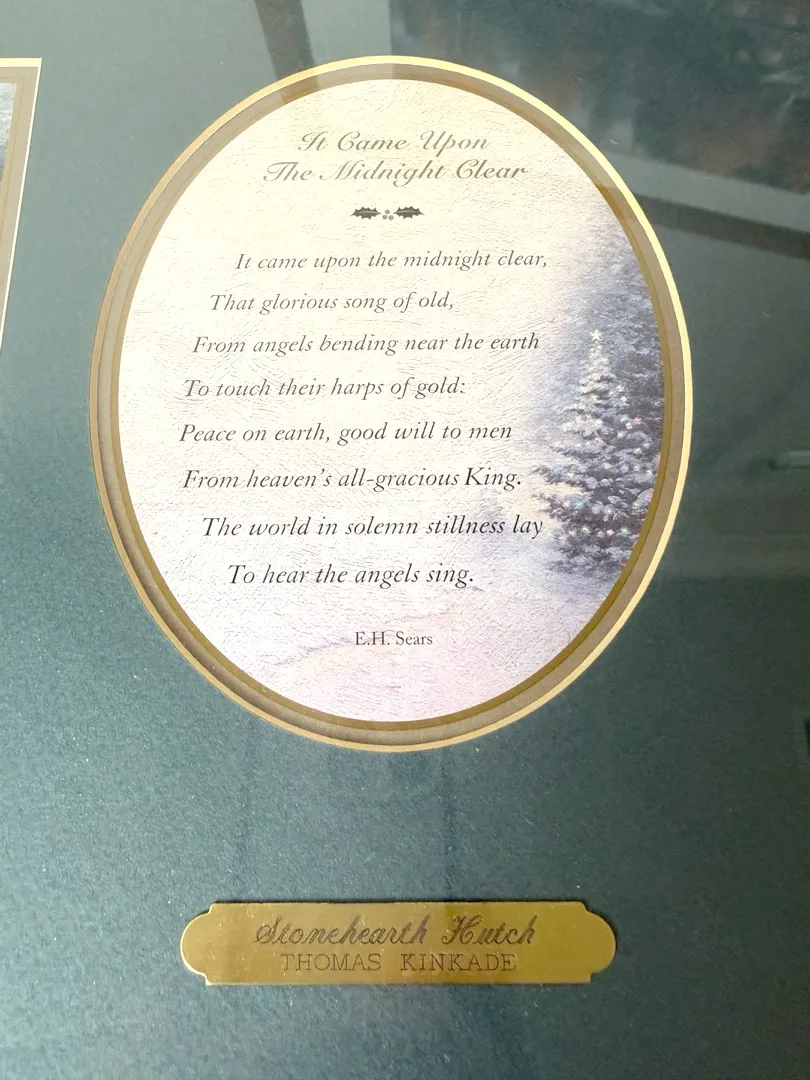 It Came Upon
The Midnight Clear
It came upon the midnight clear,
That glorious song of old,
From angels bending near the earth
To touch their harps of gold:
Peace on earth, good will to men
From heaven's all-gracious King.
The world in solemn stillness lay
To hear the angels sing.
E.H. Sears
Stonehearth Hutch
THOMAS KINKADE